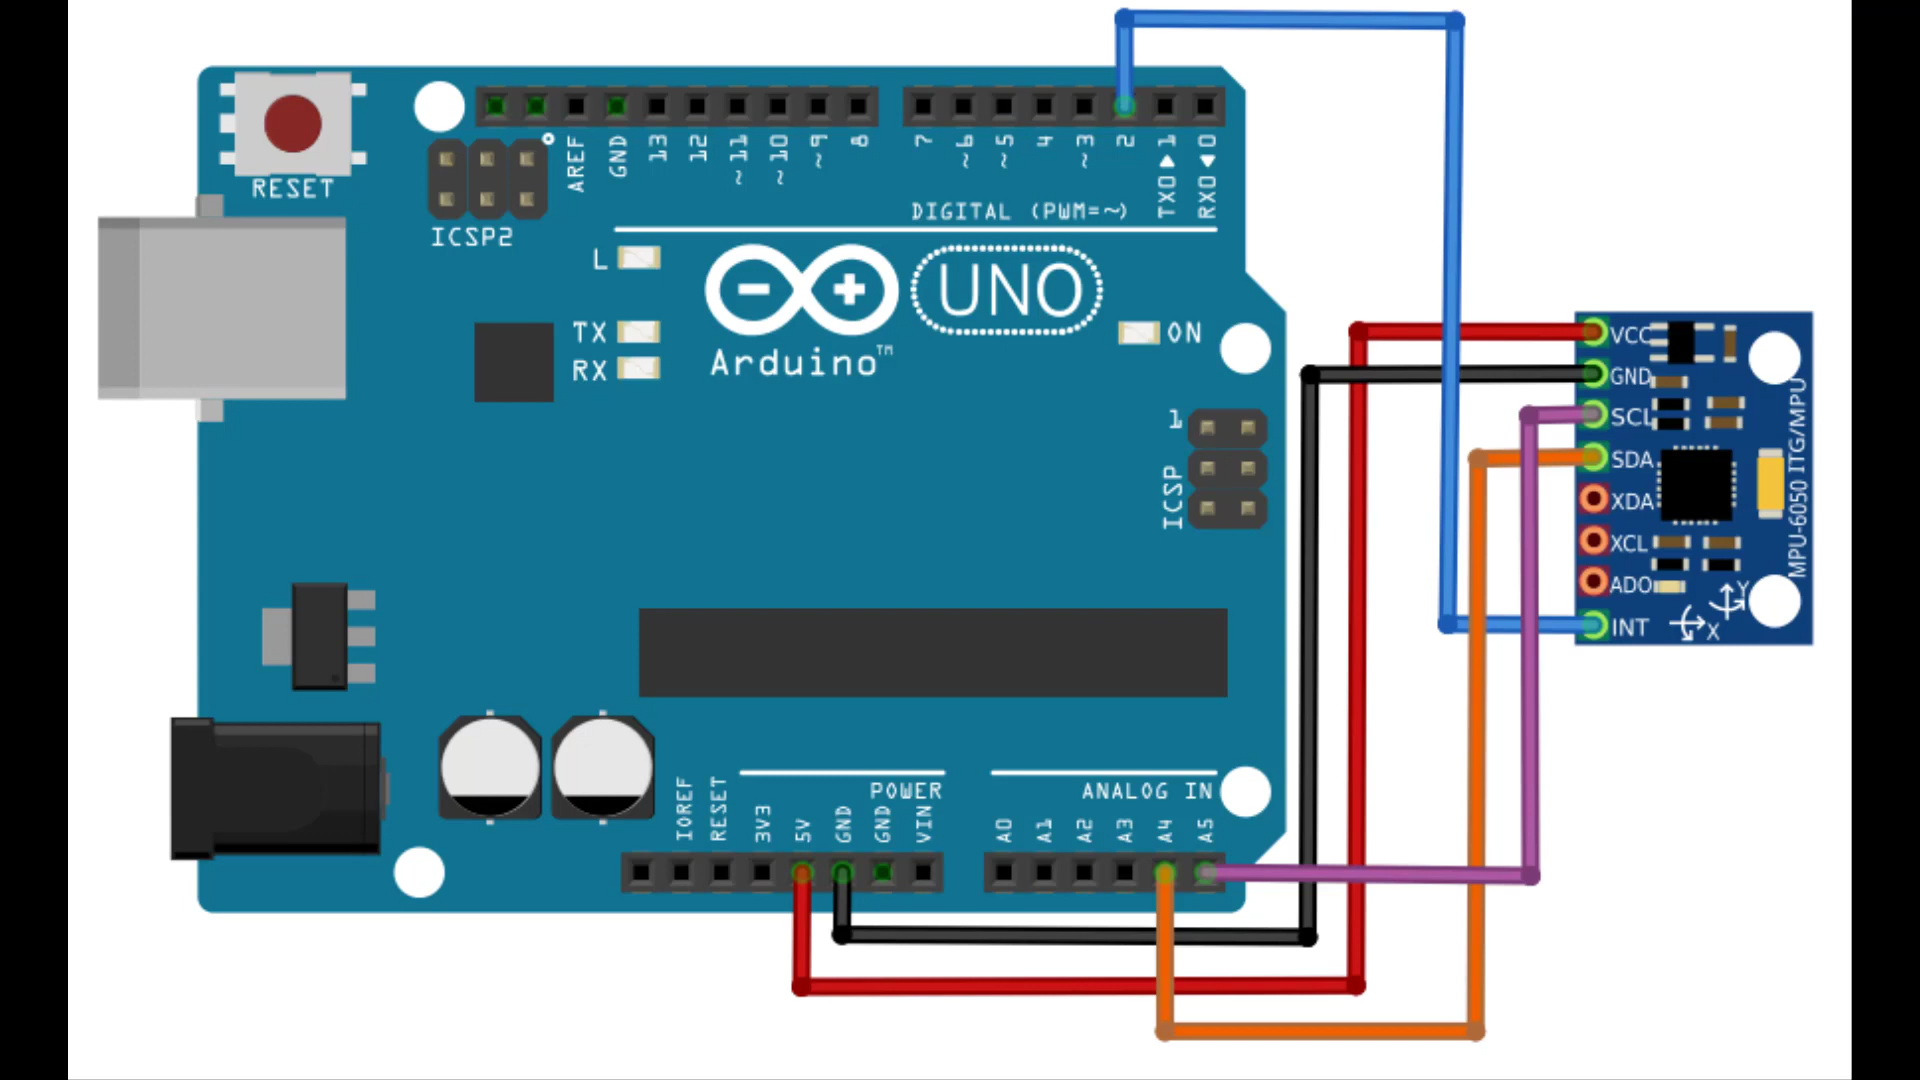 RESET
ICSP2
AREF
GND
13
12
~11
~10
~9
8
7
~6
~5
4
~3
2
TX0▶1
RX0◀0
DIGITAL (PWM=~)
L
TX
RX
Arduino™
UNO
ON
1
ICSP
IOREF
RESET
3V3
5V
GND
GND
VIN
POWER
A0
A1
A2
A3
A4
A5
ANALOG IN
VCC
GND
SCL
SDA
XDA
XCL
ADO
INT
MPU-6050 ITG/MPU
Y
X